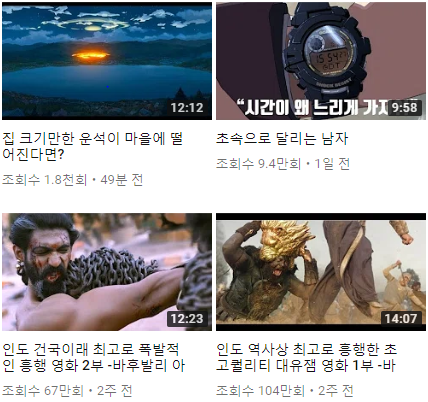 12:12
15:54
"시간이 왜 느리게 가지
9:58
집 크기만한 운석이 마을에 떨
어진다면?
조회수 1.8천회 • 49분 전
초속으로 달리는 남자
조회수 9.4만회 • 1일 전
12:23
14:07
인도 건국이래 최고로 폭발적
인 흥행 영화 2부 -바후발리 아
조회수 67만회 • 2주 전
인도 역사상 최고로 흥행한 초
고퀄리티 대유잼 영화 1부 -바
조회수 104만회 • 2주 전